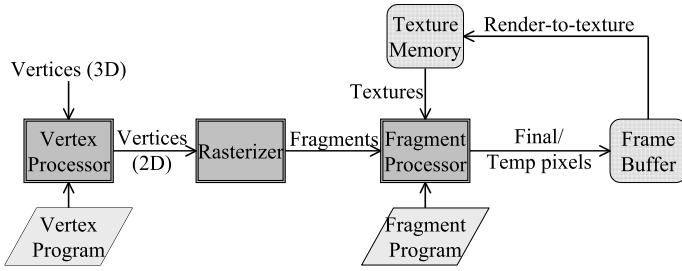 Texture
Memory
Render-to-texture
Vertices (3D)
Textures
Vertex
Processor
Vertices
(2D)
Rasterizer
Fragments
Fragment
Processor
Final/
Temp pixels
Frame
Buffer
Vertex
Program
Fragment
Program